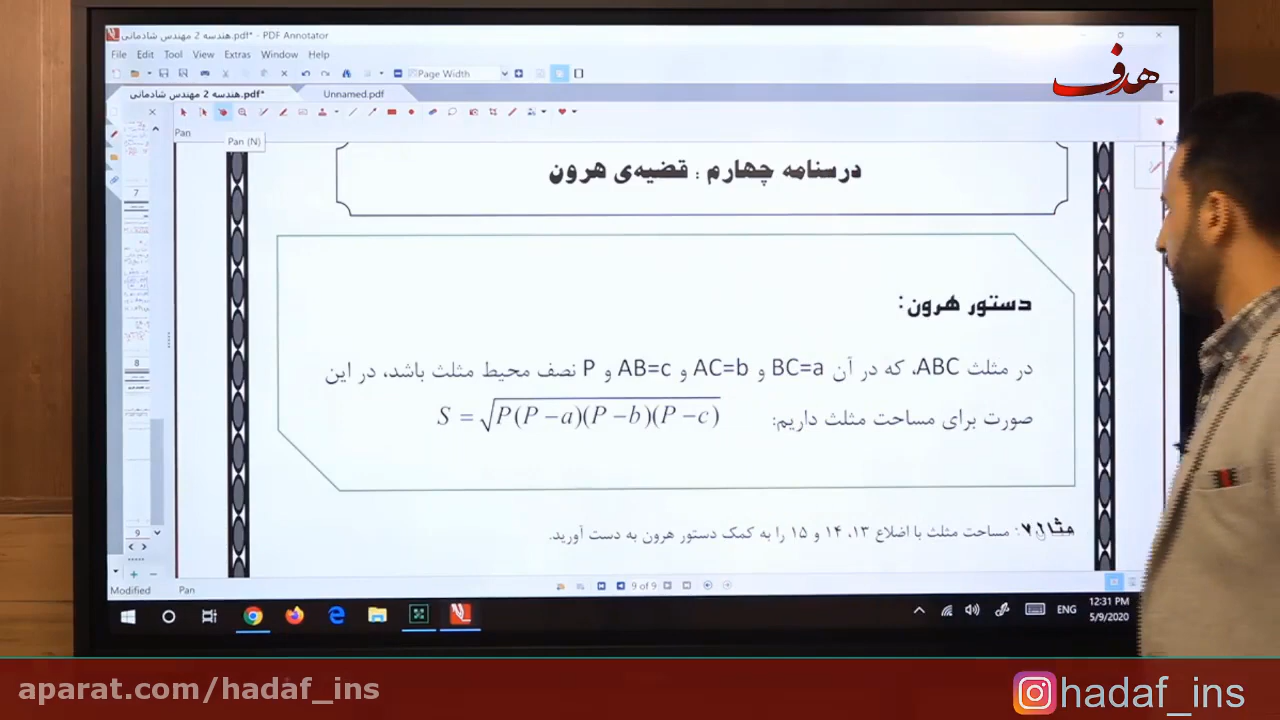 هندسه 2 مهندس شادمانی.pdf* - PDF Annotator
File Edit Tool View Extras Window Help
Page Width
هدف
هندسه 2 مهندس شادمانی.pdf* Unnamed.pdf
Pan
Pan (N)
درسنامه چهارم : قضیه‌ی هرون
7
دستور هرون:
در مثلث ABC، که در آن BC=a و AC=b و AB=c و P نصف محیط مثلث باشد، در این
صورت برای مساحت مثلث داریم: S = √P(P-a)(P-b)(P-c)
8
مثال ۷: مساحت مثلث با اضلاع ۱۳، ۱۴ و ۱۵ را به کمک دستور هرون به دست آورید.
9
Modified Pan 9 of 9
ENG 12:31 PM
5/9/2020
aparat.com/hadaf_ins hadaf_ins